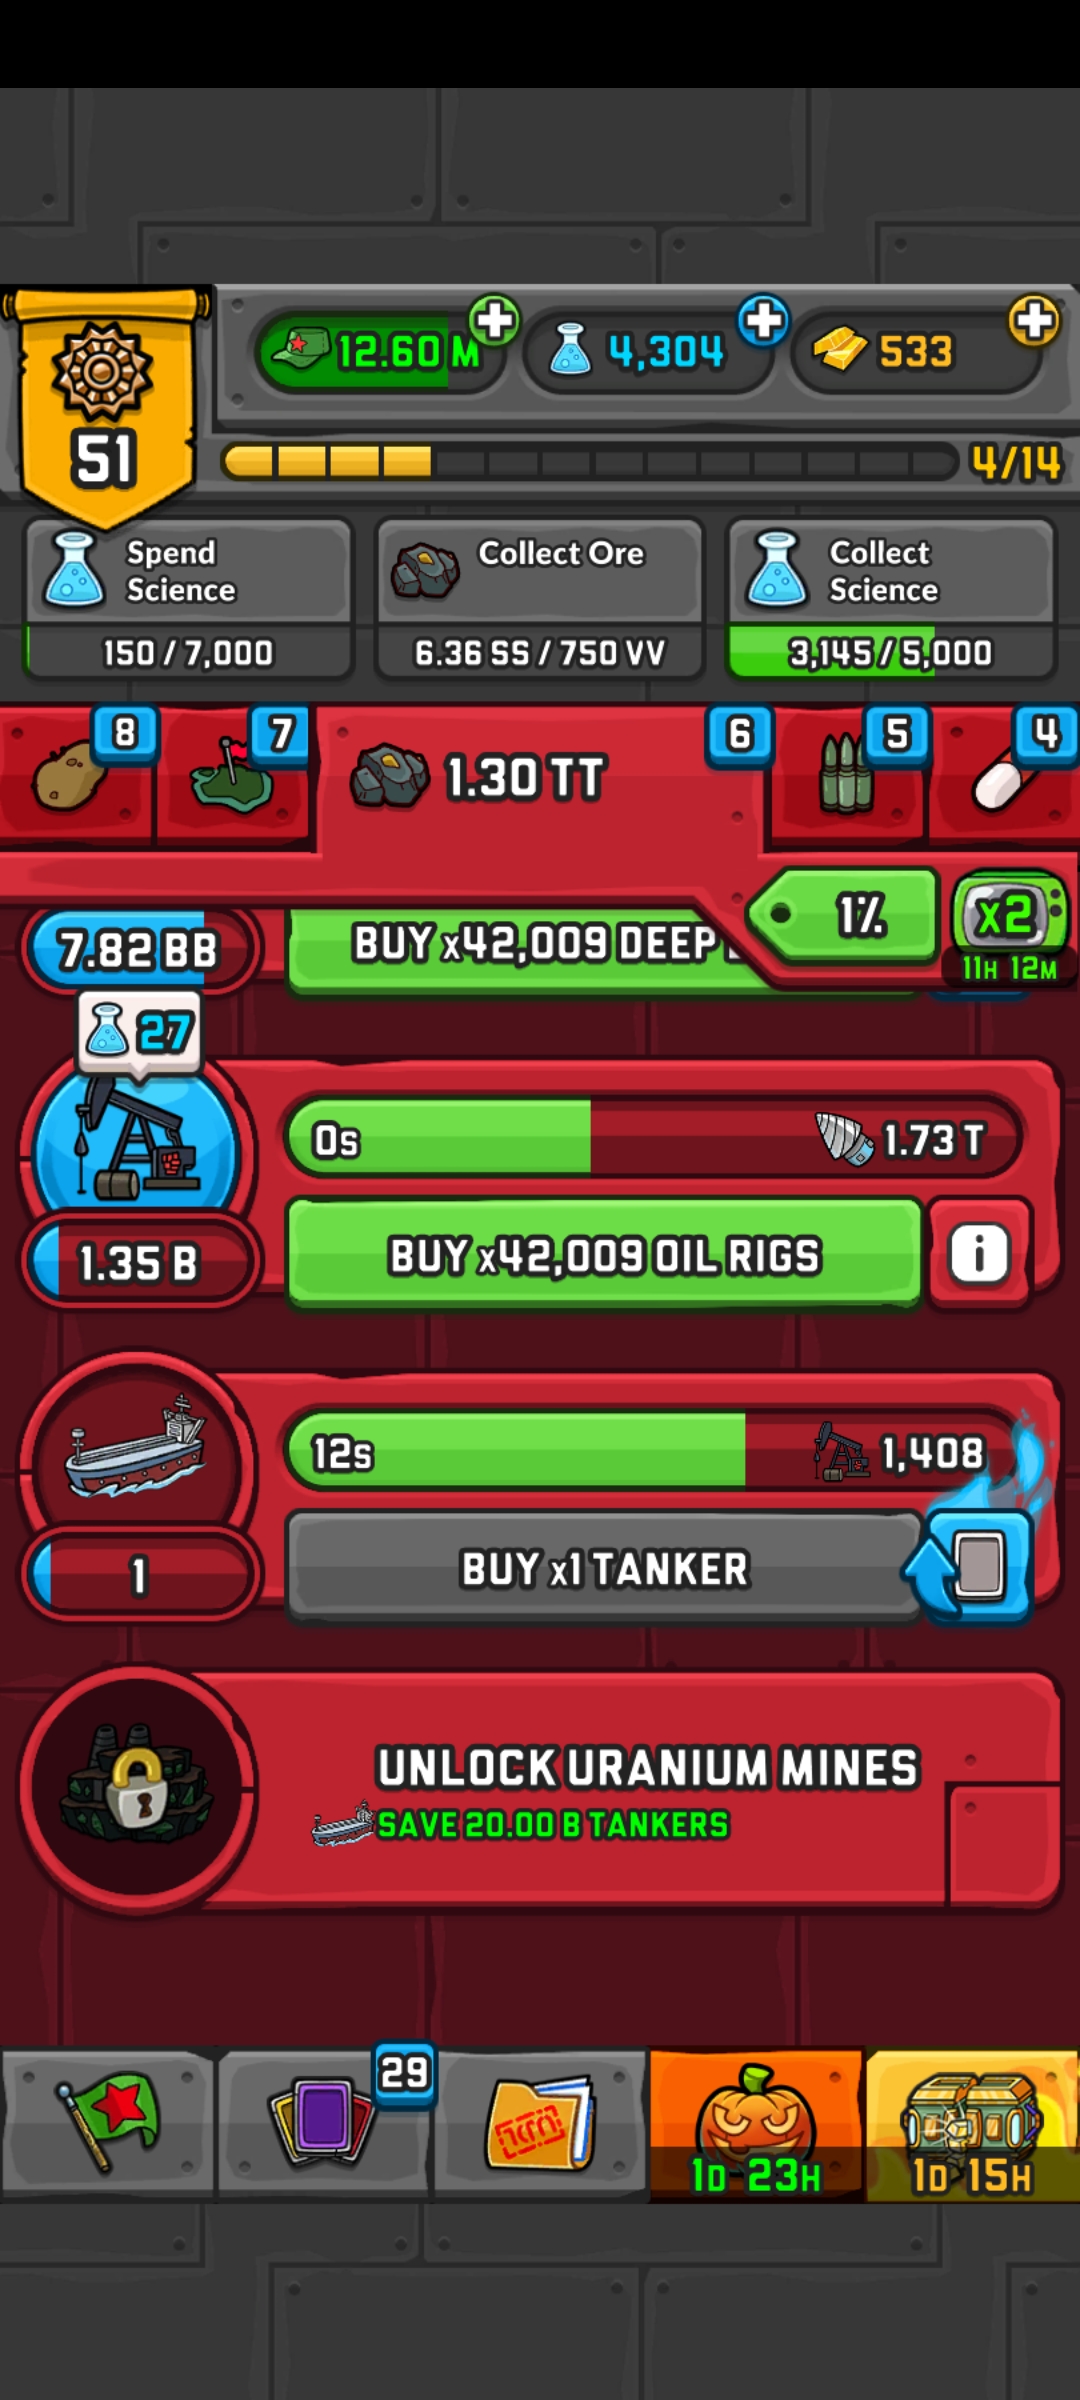 12.60 M
4,304
533
51
4/14
Spend
Science
150 / 7,000
Collect Ore
6.36 SS / 750 VV
Collect
Science
3,145 / 5,000
8
7
1.30 TT
6
5
4
1%
x2
11H 12M
7.82 BB
BUY x42,009 DEEP
27
0s
1.73 T
1.35 B
BUY x42,009 OIL RIGS
i
12s
1,408
1
BUY x1 TANKER
UNLOCK URANIUM MINES
SAVE 20.00 B TANKERS
29
1D 23H
1D 15H